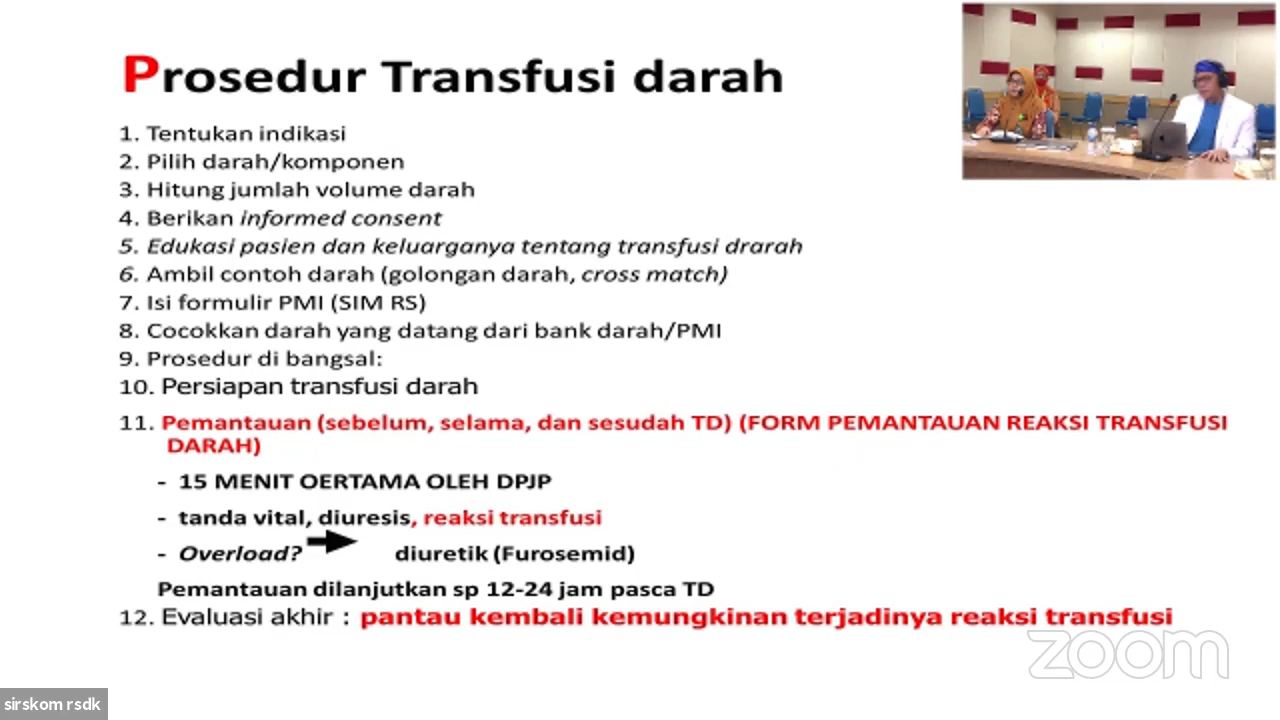 Prosedur Transfusi darah
1. Tentukan indikasi
2. Pilih darah/komponen
3. Hitung jumlah volume darah
4. Berikan informed consent
5. Edukasi pasien dan keluarganya tentang transfusi drarah
6. Ambil contoh darah (golongan darah, cross match)
7. Isi formulir PMI (SIM RS)
8. Cocokkan darah yang datang dari bank darah/PMI
9. Prosedur di bangsal:
10. Persiapan transfusi darah
11. Pemantauan (sebelum, selama, dan sesudah TD) (FORM PEMANTAUAN REAKSI TRANSFUSI
DARAH)
- 15 MENIT OERTAMA OLEH DPJP
- tanda vital, diuresis, reaksi transfusi
- Overload? diuretik (Furosemid)
Pemantauan dilanjutkan sp 12-24 jam pasca TD
12. Evaluasi akhir : pantau kembali kemungkinan terjadinya reaksi transfusi
zoom
sirskom rsdk